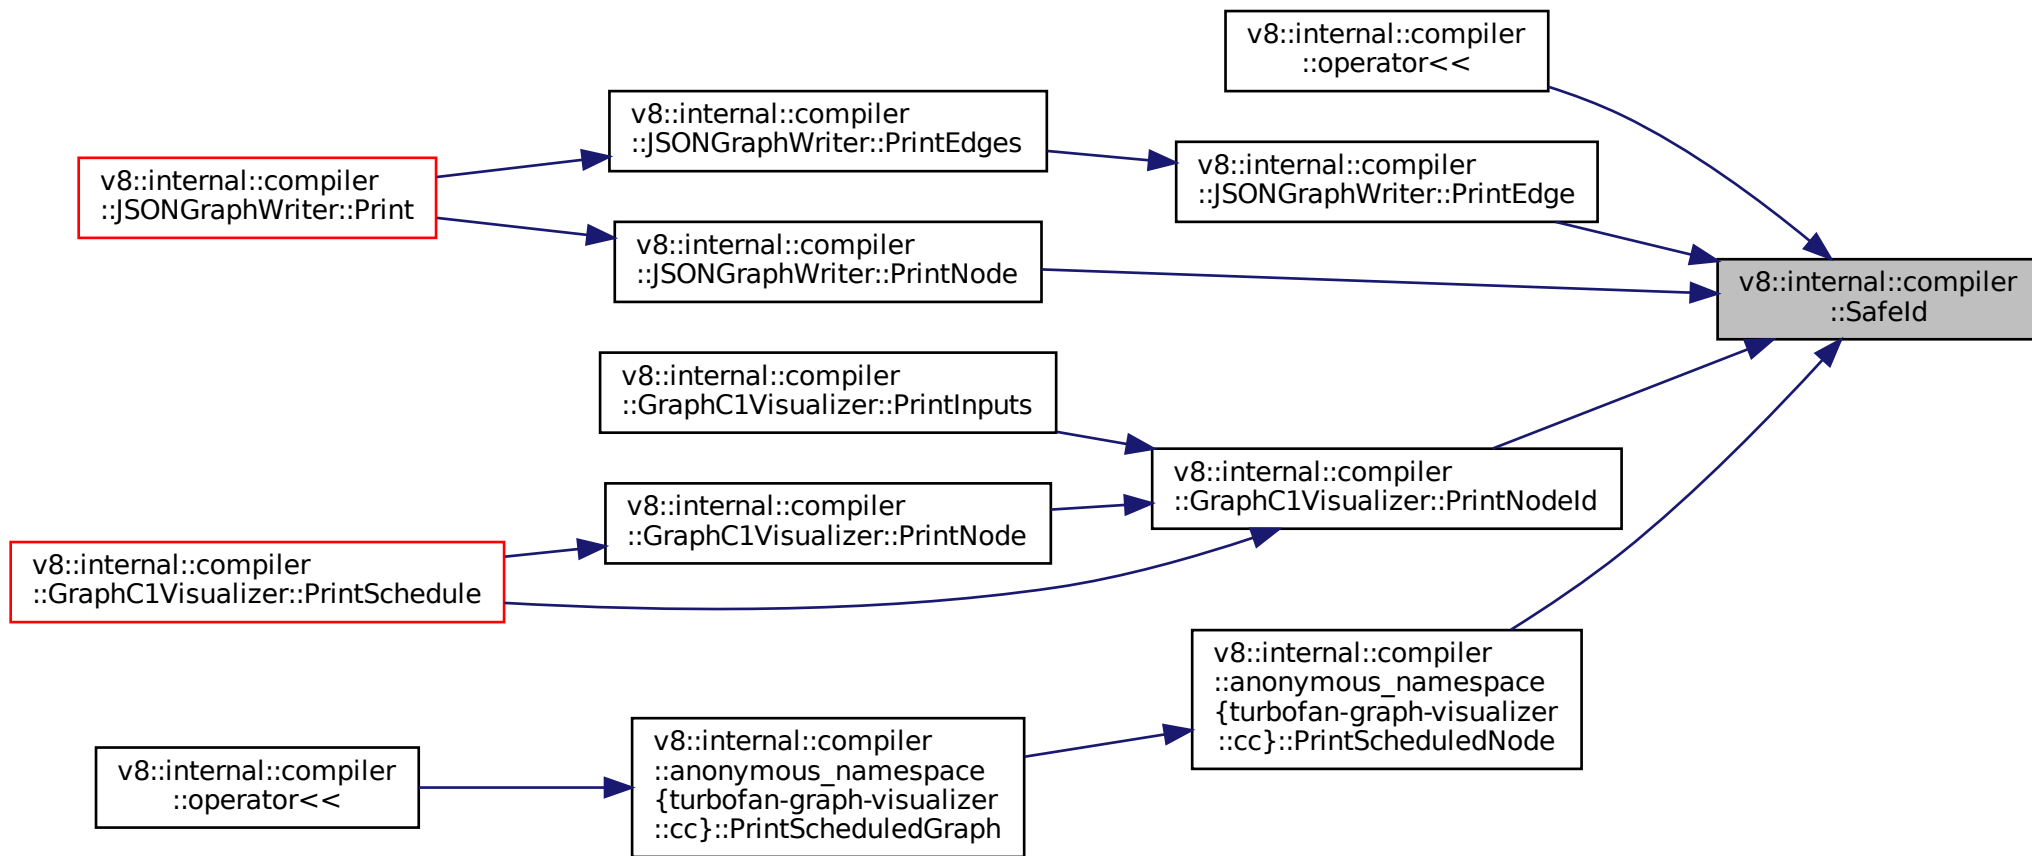 v8::internal::compiler
::operator<<
v8::internal::compiler
::JSONGraphWriter::PrintEdges
v8::internal::compiler
::JSONGraphWriter::PrintEdge
v8::internal::compiler
::JSONGraphWriter::Print
v8::internal::compiler
::JSONGraphWriter::PrintNode
v8::internal::compiler
::SafeId
v8::internal::compiler
::GraphC1Visualizer::PrintInputs
v8::internal::compiler
::GraphC1Visualizer::PrintNodeId
v8::internal::compiler
::GraphC1Visualizer::PrintNode
v8::internal::compiler
::GraphC1Visualizer::PrintSchedule
v8::internal::compiler
::anonymous_namespace
{turbofan-graph-visualizer
::cc}::PrintScheduledNode
v8::internal::compiler
::anonymous_namespace
{turbofan-graph-visualizer
::cc}::PrintScheduledGraph
v8::internal::compiler
::operator<<